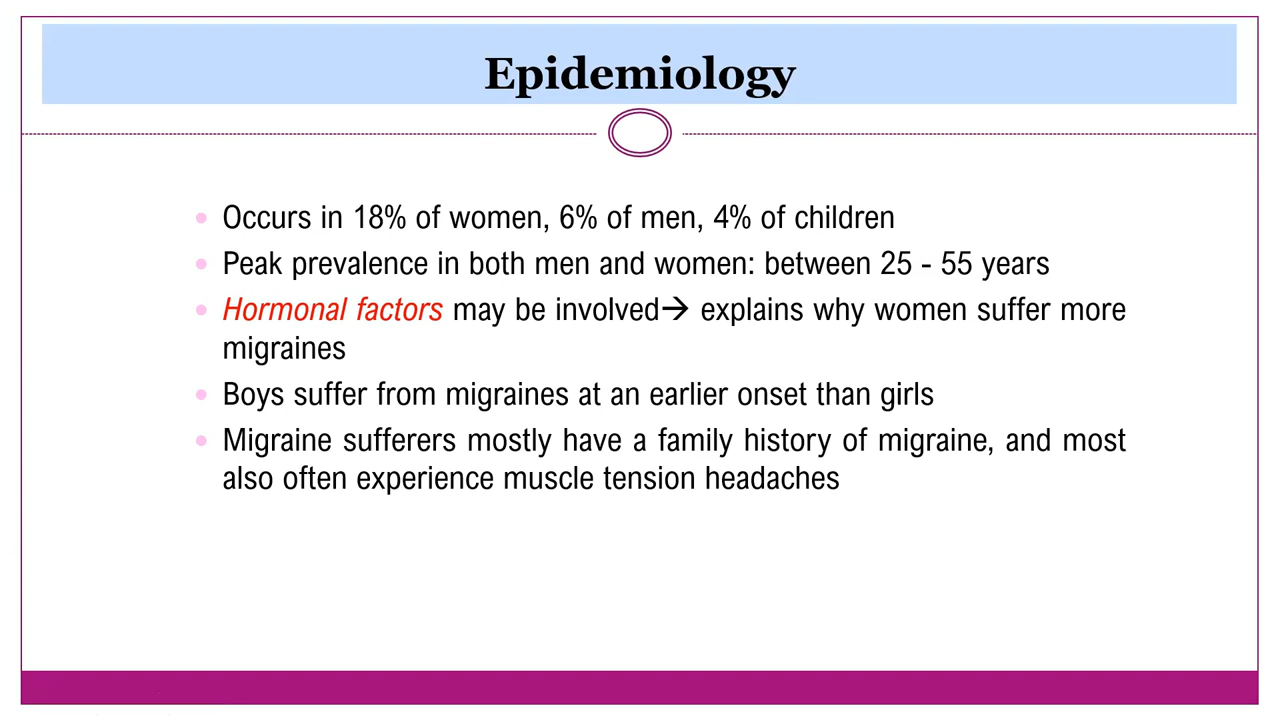 Epidemiology
• Occurs in 18% of women, 6% of men, 4% of children
• Peak prevalence in both men and women: between 25 - 55 years
• Hormonal factors may be involved→ explains why women suffer more
migraines
• Boys suffer from migraines at an earlier onset than girls
• Migraine sufferers mostly have a family history of migraine, and most
also often experience muscle tension headaches